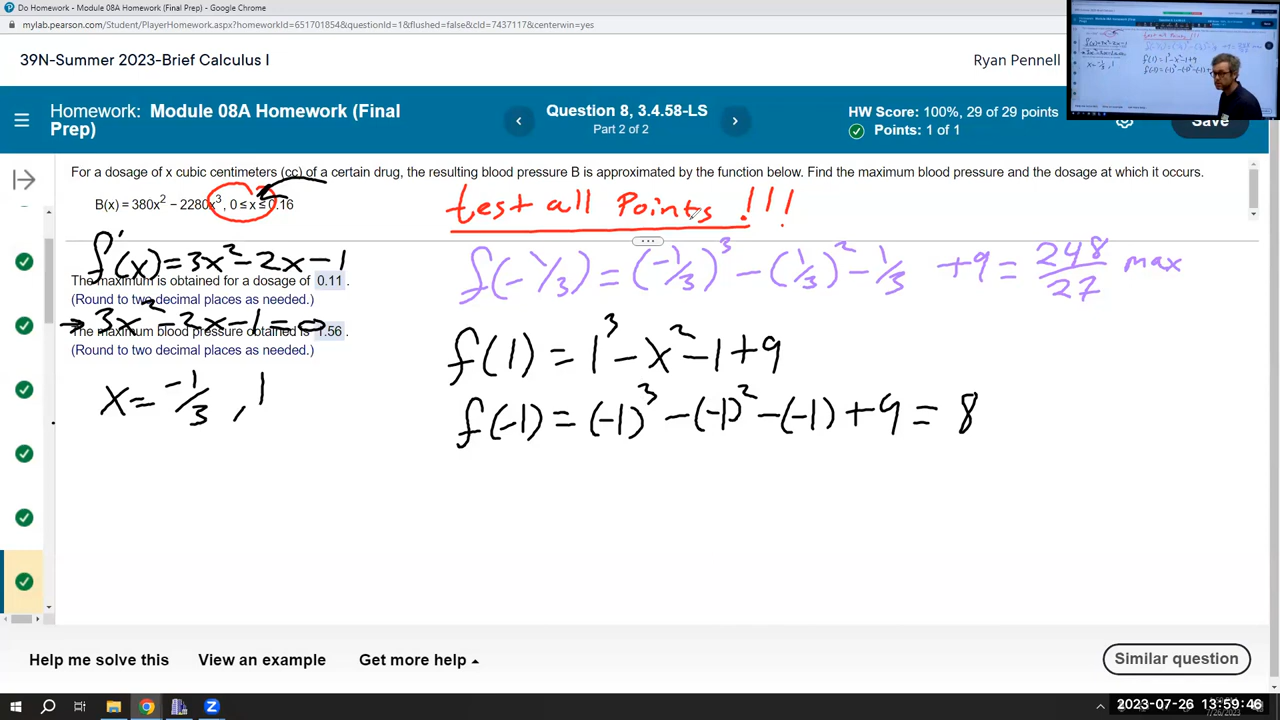 Do Homework - Module 08A Homework (Final Prep) - Google Chrome
mylab.pearson.com/Student/PlayerHomework.aspx?homeworkId=651701854&question
39N-Summer 2023-Brief Calculus I
Ryan Pennell
Homework: Module 08A Homework (Final Prep)
Question 8, 3.4.58-LS
Part 2 of 2
HW Score: 100%, 29 of 29 points
Points: 1 of 1
Save
For a dosage of x cubic centimeters (cc) of a certain drug, the resulting blood pressure B is approximated by the function below. Find the maximum blood pressure and the dosage at which it occurs.
B(x) = 380x² − 2280x³, 0 ≤ x ≤ 0.16
test all Points !!!
f'(x) = 3x² − 2x − 1
The maximum is obtained for a dosage of 0.11.
(Round to two decimal places as needed.)
→ 3x² − 2x − 1 = 0
The maximum blood pressure obtained is 1.56.
(Round to two decimal places as needed.)
x = −1/3, 1
f(−1/3) = (−1/3)³ − (1/3)² − 1/3 + 9 = 248/27 max
f(1) = 1³ − x² − 1 + 9
f(−1) = (−1)³ − (−1)² − (−1) + 9 = 8
Help me solve this
View an example
Get more help
Similar question
2023-07-26 13:59:46